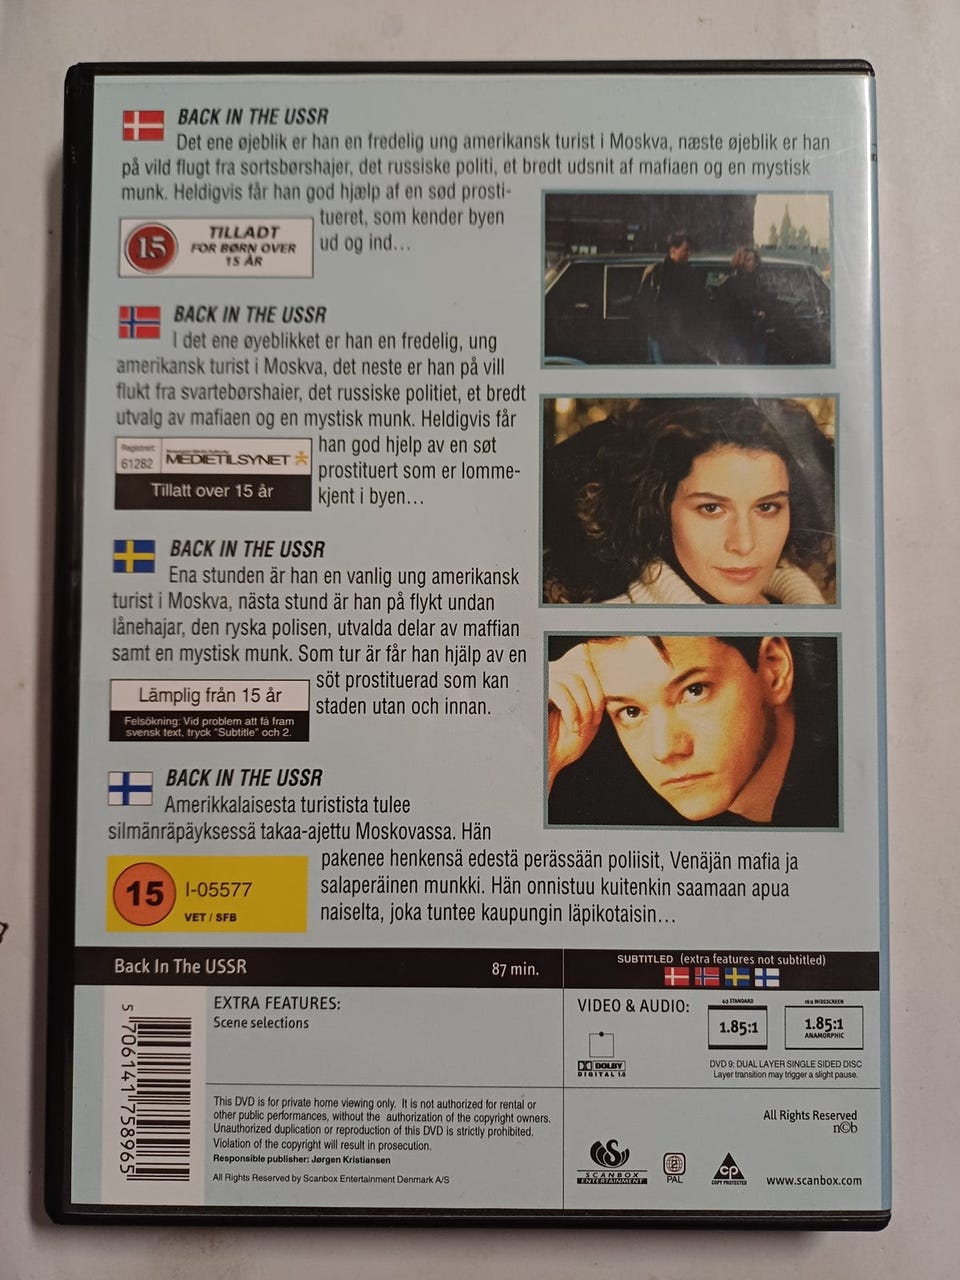 BACK IN THE USSR
Det ene øjeblik er han en fredelig ung amerikansk turist i Moskva, næste øjeblik er han
på vild flugt fra sortsbørshajer, det russiske politi, et bredt udsnit af mafiaen og en mystisk
munk. Heldigvis får han god hjælp af en sød prosti-
tueret, som kender byen
ud og ind...
15
TILLADT
FOR BØRN OVER
15 ÅR
BACK IN THE USSR
I det ene øyeblikket er han en fredelig, ung
amerikansk turist i Moskva, det neste er han på vill
flukt fra svartebørshaier, det russiske politiet, et bredt
utvalg av mafiaen og en mystisk munk. Heldigvis får
han god hjelp av en søt
prostituert som er lomme-
kjent i byen...
Registrert
61282
MEDIETILSYNET
Tillatt over 15 år
BACK IN THE USSR
Ena stunden är han en vanlig ung amerikansk
turist i Moskva, nästa stund är han på flykt undan
lånehajar, den ryska polisen, utvalda delar av maffian
samt en mystisk munk. Som tur är får han hjälp av en
söt prostituerad som kan
staden utan och innan.
Lämplig från 15 år
Felsökning: Vid problem att få fram
svensk text, tryck "Subtitle" och 2.
BACK IN THE USSR
Amerikkalaisesta turistista tulee
silmänräpäyksessä takaa-ajettu Moskovassa. Hän
pakenee henkensä edestä perässään poliisit, Venäjän mafia ja
salaperäinen munkki. Hän onnistuu kuitenkin saamaan apua
naiselta, joka tuntee kaupungin läpikotaisin...
15
I-05577
VET / SFB
Back In The USSR
87 min.
SUBTITLED (extra features not subtitled)
5 706141 758965
EXTRA FEATURES:
Scene selections
VIDEO & AUDIO:
4:3 STANDARD
1.85:1
16:9 WIDESCREEN
1.85:1
ANAMORPHIC
DOLBY
DIGITAL 1.0
DVD 9: DUAL LAYER SINGLE SIDED DISC
Layer transition may trigger a slight pause.
This DVD is for private home viewing only. It is not authorized for rental or
other public performances, without the authorization of the copyright owners.
Unauthorized duplication or reproduction of this DVD is strictly prohibited.
Violation of the copyright will result in prosecution.
Responsible publisher: Jørgen Kristiansen
All Rights Reserved by Scanbox Entertainment Denmark A/S
All Rights Reserved
n©b
SCANBOX
ENTERTAINMENT
PAL
CP
COPY PROTECTED
www.scanbox.com